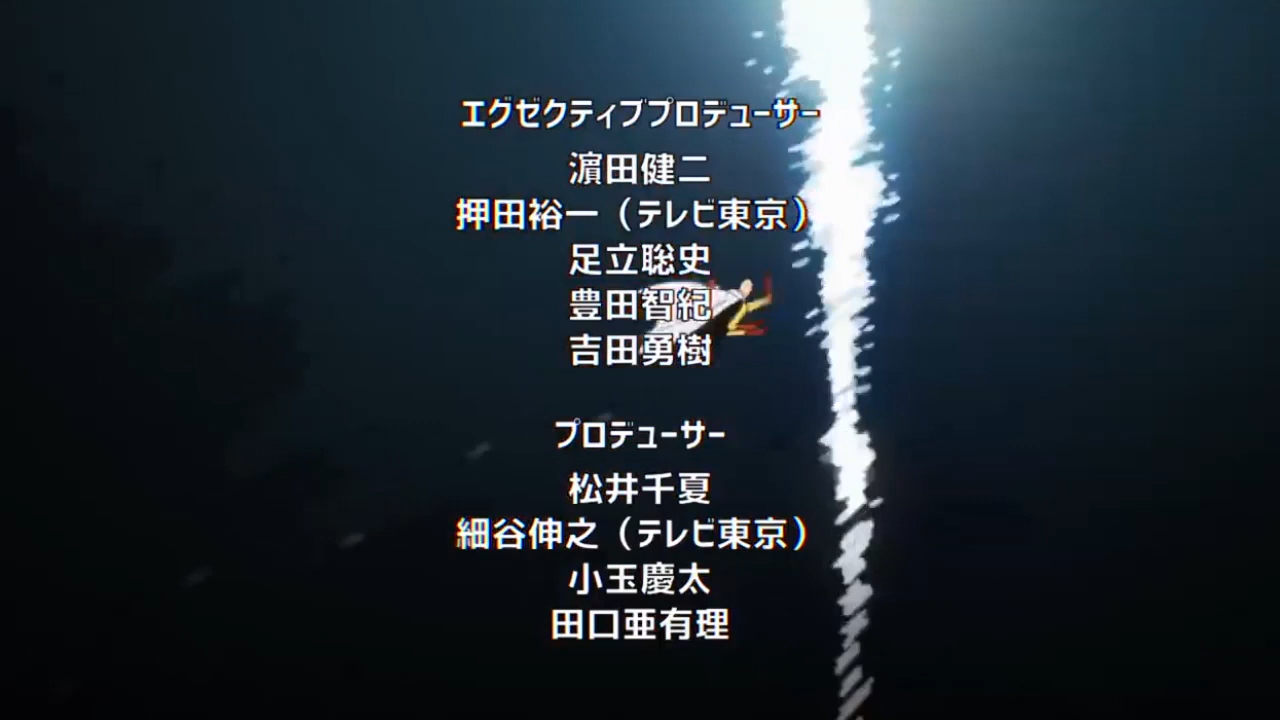 エグゼクティブプロデューサー
濵田健二
押田裕一（テレビ東京）
足立聡史
豊田智紀
吉田勇樹
プロデューサー
松井千夏
細谷伸之（テレビ東京）
小玉慶太
田口亜有理